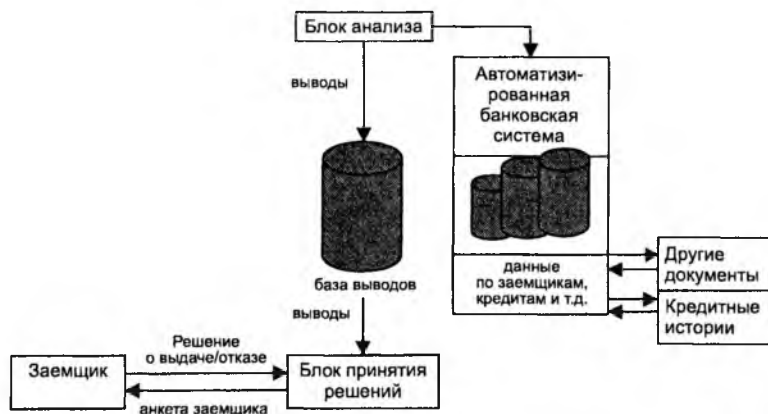 Блок анализа
выводы
Автоматизи-
рованная
банковская
система
база выводов
данные
по заемщикам,
кредитам и т.д.
Другие
документы
Кредитные
истории
выводы
Решение
о выдаче/отказе
Заемщик
Блок принятия
решений
анкета заемщика